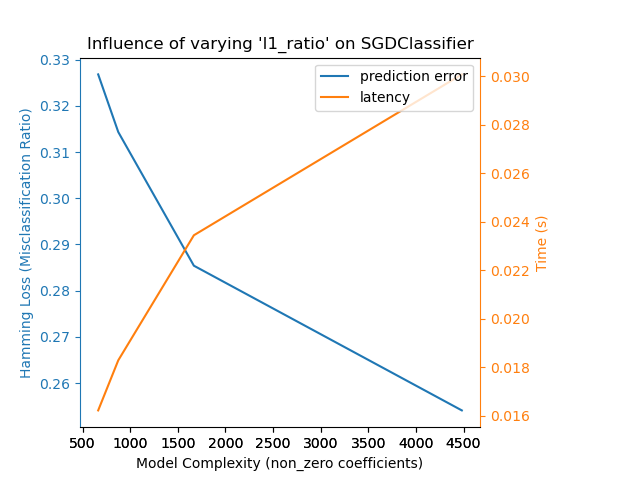 Influence of varying 'l1_ratio' on SGDClassifier
prediction error
latency
Hamming Loss (Misclassification Ratio)
0.33
0.32
0.31
0.30
0.29
0.28
0.27
0.26
0.030
0.028
0.026
0.024
0.022
0.020
0.018
0.016
Time (s)
500 1000 1500 2000 2500 3000 3500 4000 4500
Model Complexity (non_zero coefficients)